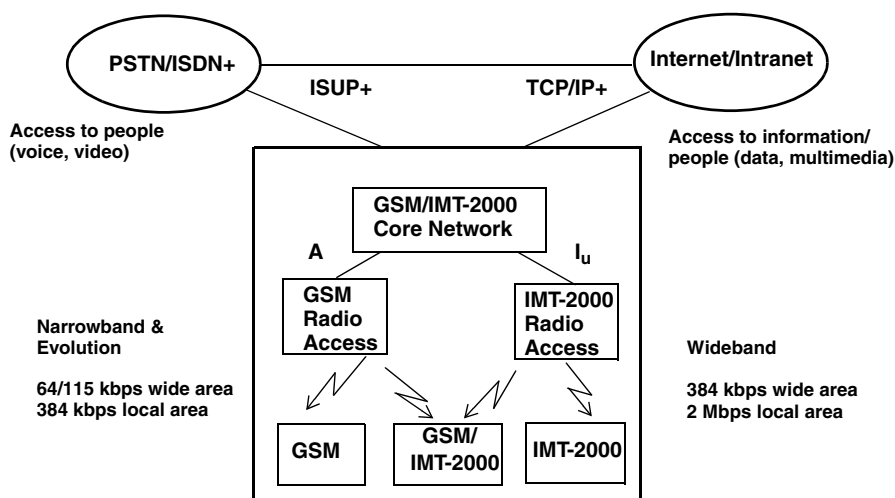 PSTN/ISDN+
Internet/Intranet
ISUP+
TCP/IP+
Access to people
(voice, video)
Access to information/
people (data, multimedia)
GSM/IMT-2000
Core Network
A
Iu
GSM
Radio
Access
IMT-2000
Radio
Access
Narrowband &
Evolution
64/115 kbps wide area
384 kbps local area
Wideband
384 kbps wide area
2 Mbps local area
GSM
GSM/
IMT-2000
IMT-2000